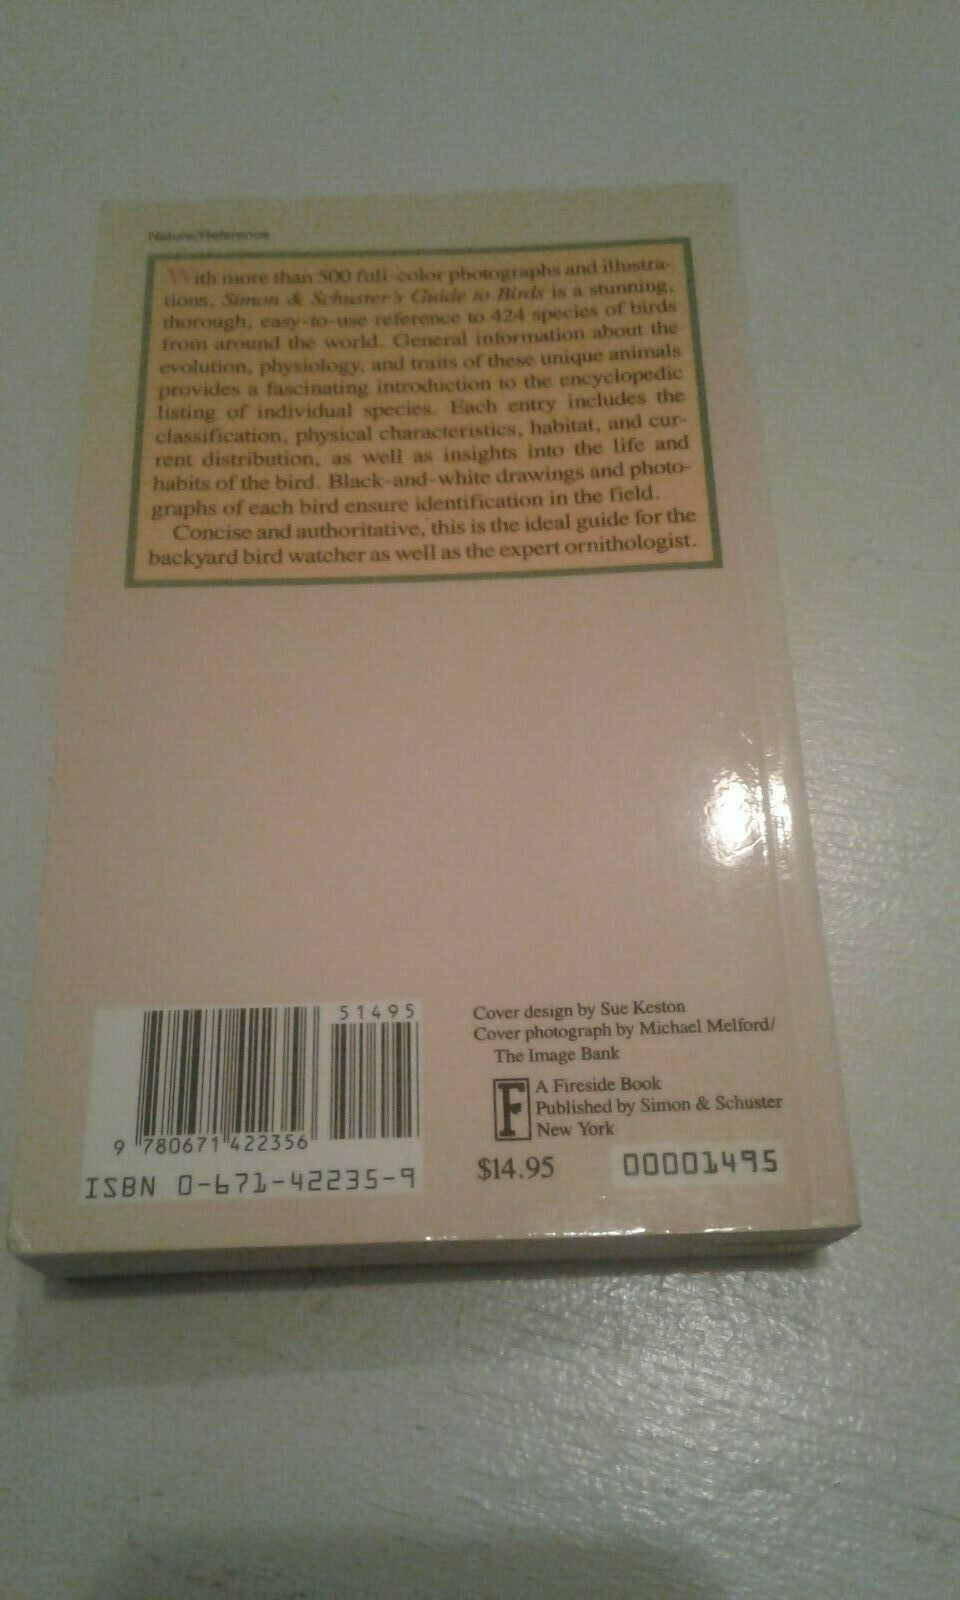 Nature/Reference
With more than 500 full-color photographs and illustra-
tions, Simon & Schuster's Guide to Birds is a stunning,
thorough, easy-to-use reference to 424 species of birds
from around the world. General information about the
evolution, physiology, and traits of these unique animals
provides a fascinating introduction to the encyclopedic
listing of individual species. Each entry includes the
classification, physical characteristics, habitat, and cur-
rent distribution, as well as insights into the life and
habits of the bird. Black-and-white drawings and photo-
graphs of each bird ensure identification in the field.
Concise and authoritative, this is the ideal guide for the
backyard bird watcher as well as the expert ornithologist.
51495
9 780671 422356
ISBN 0-671-42235-9
Cover design by Sue Keston
Cover photograph by Michael Melford/
The Image Bank
F
A Fireside Book
Published by Simon & Schuster
New York
$14.95
00001495